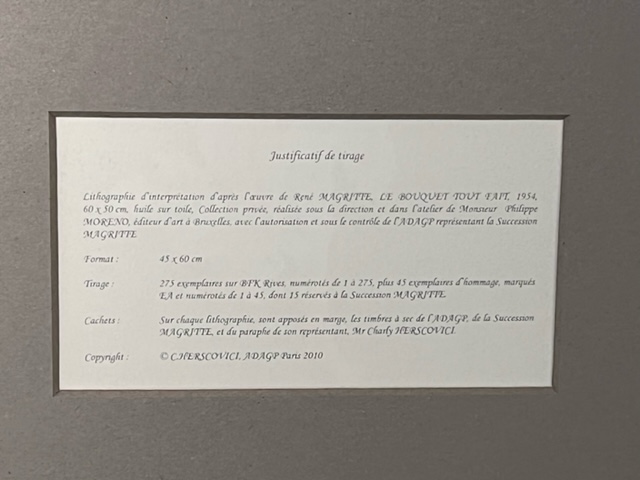 Justificatif de tirage
Lithographie d'interprétation d'après l'œuvre de René MAGRITTE, LE BOUQUET TOUT FAIT, 1954,
60 x 50 cm, huile sur toile, Collection privée, réalisée sous la direction et dans l'atelier de Monsieur Philippe
MORENO, éditeur d'art à Bruxelles, avec l'autorisation et sous le contrôle de l'ADAGP représentant la Succession
MAGRITTE.
Format : 45 x 60 cm
Tirage : 275 exemplaires sur BFK Rives, numérotés de 1 à 275, plus 45 exemplaires d'hommage, marqués
EA et numérotés de 1 à 45, dont 15 réservés à la Succession MAGRITTE.
Cachets : Sur chaque lithographie, sont apposés en marge, les timbres à sec de l'ADAGP, de la Succession
MAGRITTE, et du paraphe de son représentant, Mr Charly HERSCOVICI.
Copyright : © C.HERSCOVICI, ADAGP Paris 2010